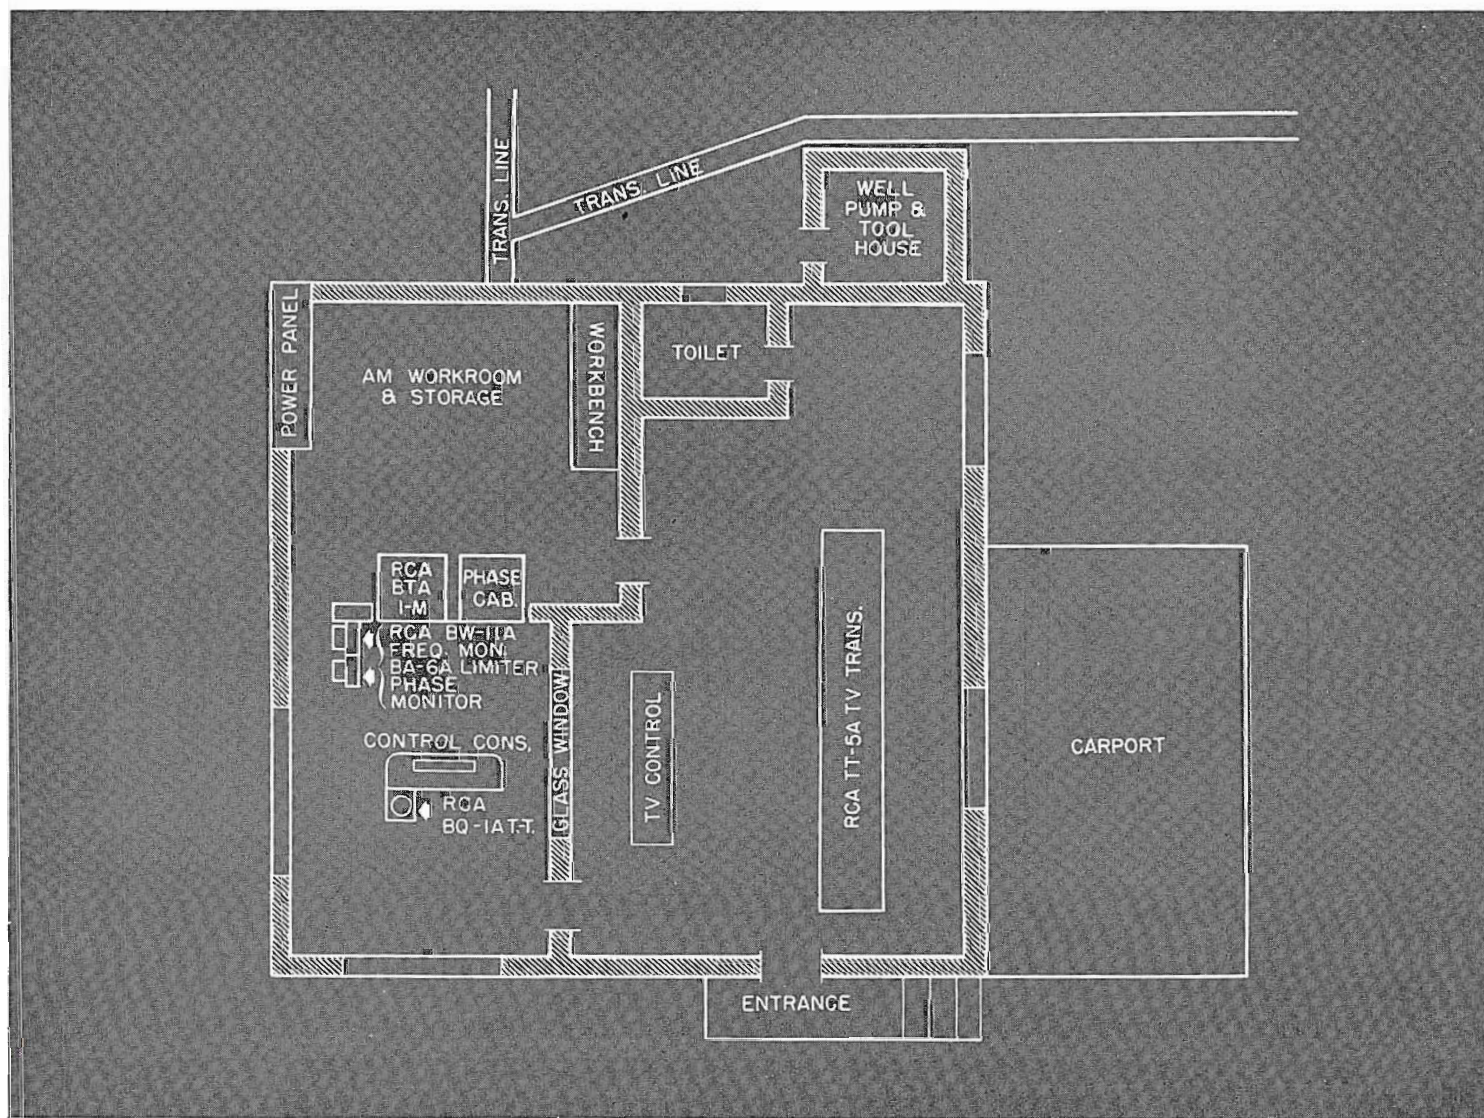 TRANS. LINE
TRANS. LINE
WELL
PUMP &
TOOL
HOUSE
POWER PANEL
AM WORKROOM
& STORAGE
WORKBENCH
TOILET
RCA
BTA
1-M
PHASE
CAB.
RCA BW-11A
FREQ. MON.
BA-6A LIMITER
PHASE
MONITOR
CONTROL CONS.
RCA
BQ-1A T.-T.
GLASS WINDOW
TV CONTROL
RCA TT-5A TV TRANS.
CARPORT
ENTRANCE